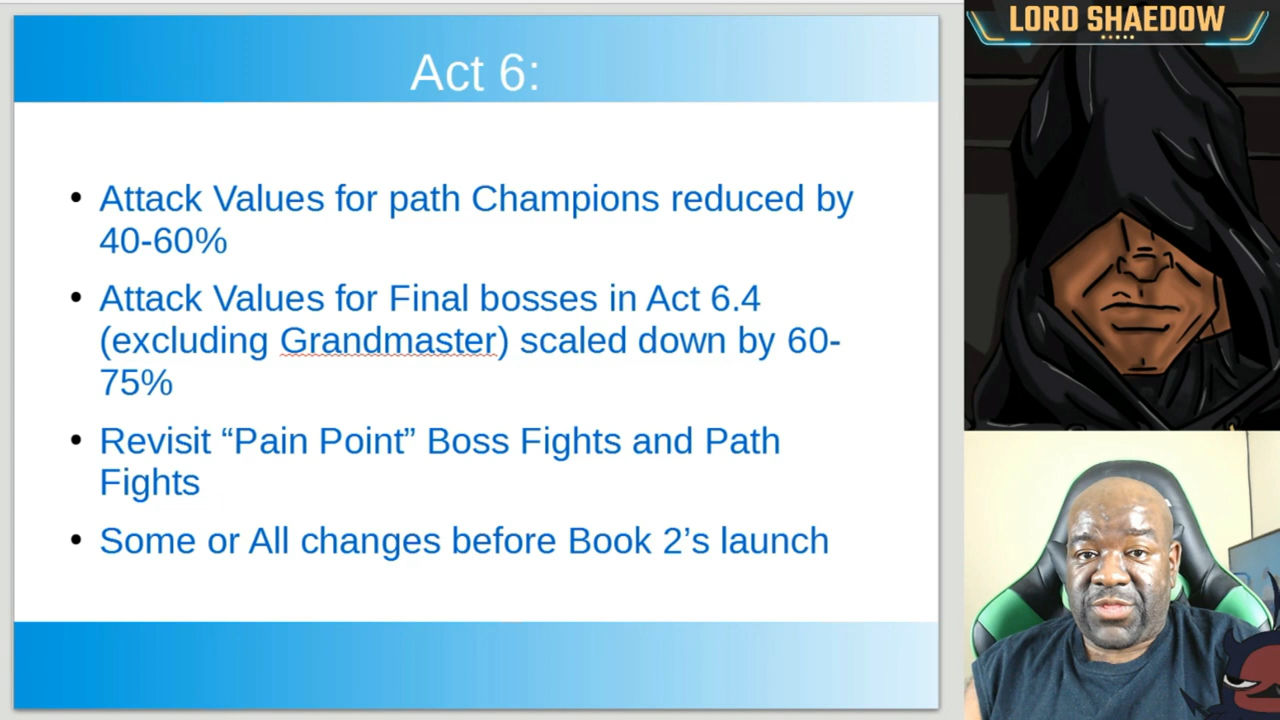 Act 6:
Attack Values for path Champions reduced by
40-60%
Attack Values for Final bosses in Act 6.4
(excluding Grandmaster) scaled down by 60-
75%
Revisit “Pain Point” Boss Fights and Path
Fights
Some or All changes before Book 2’s launch
LORD SHAEDOW